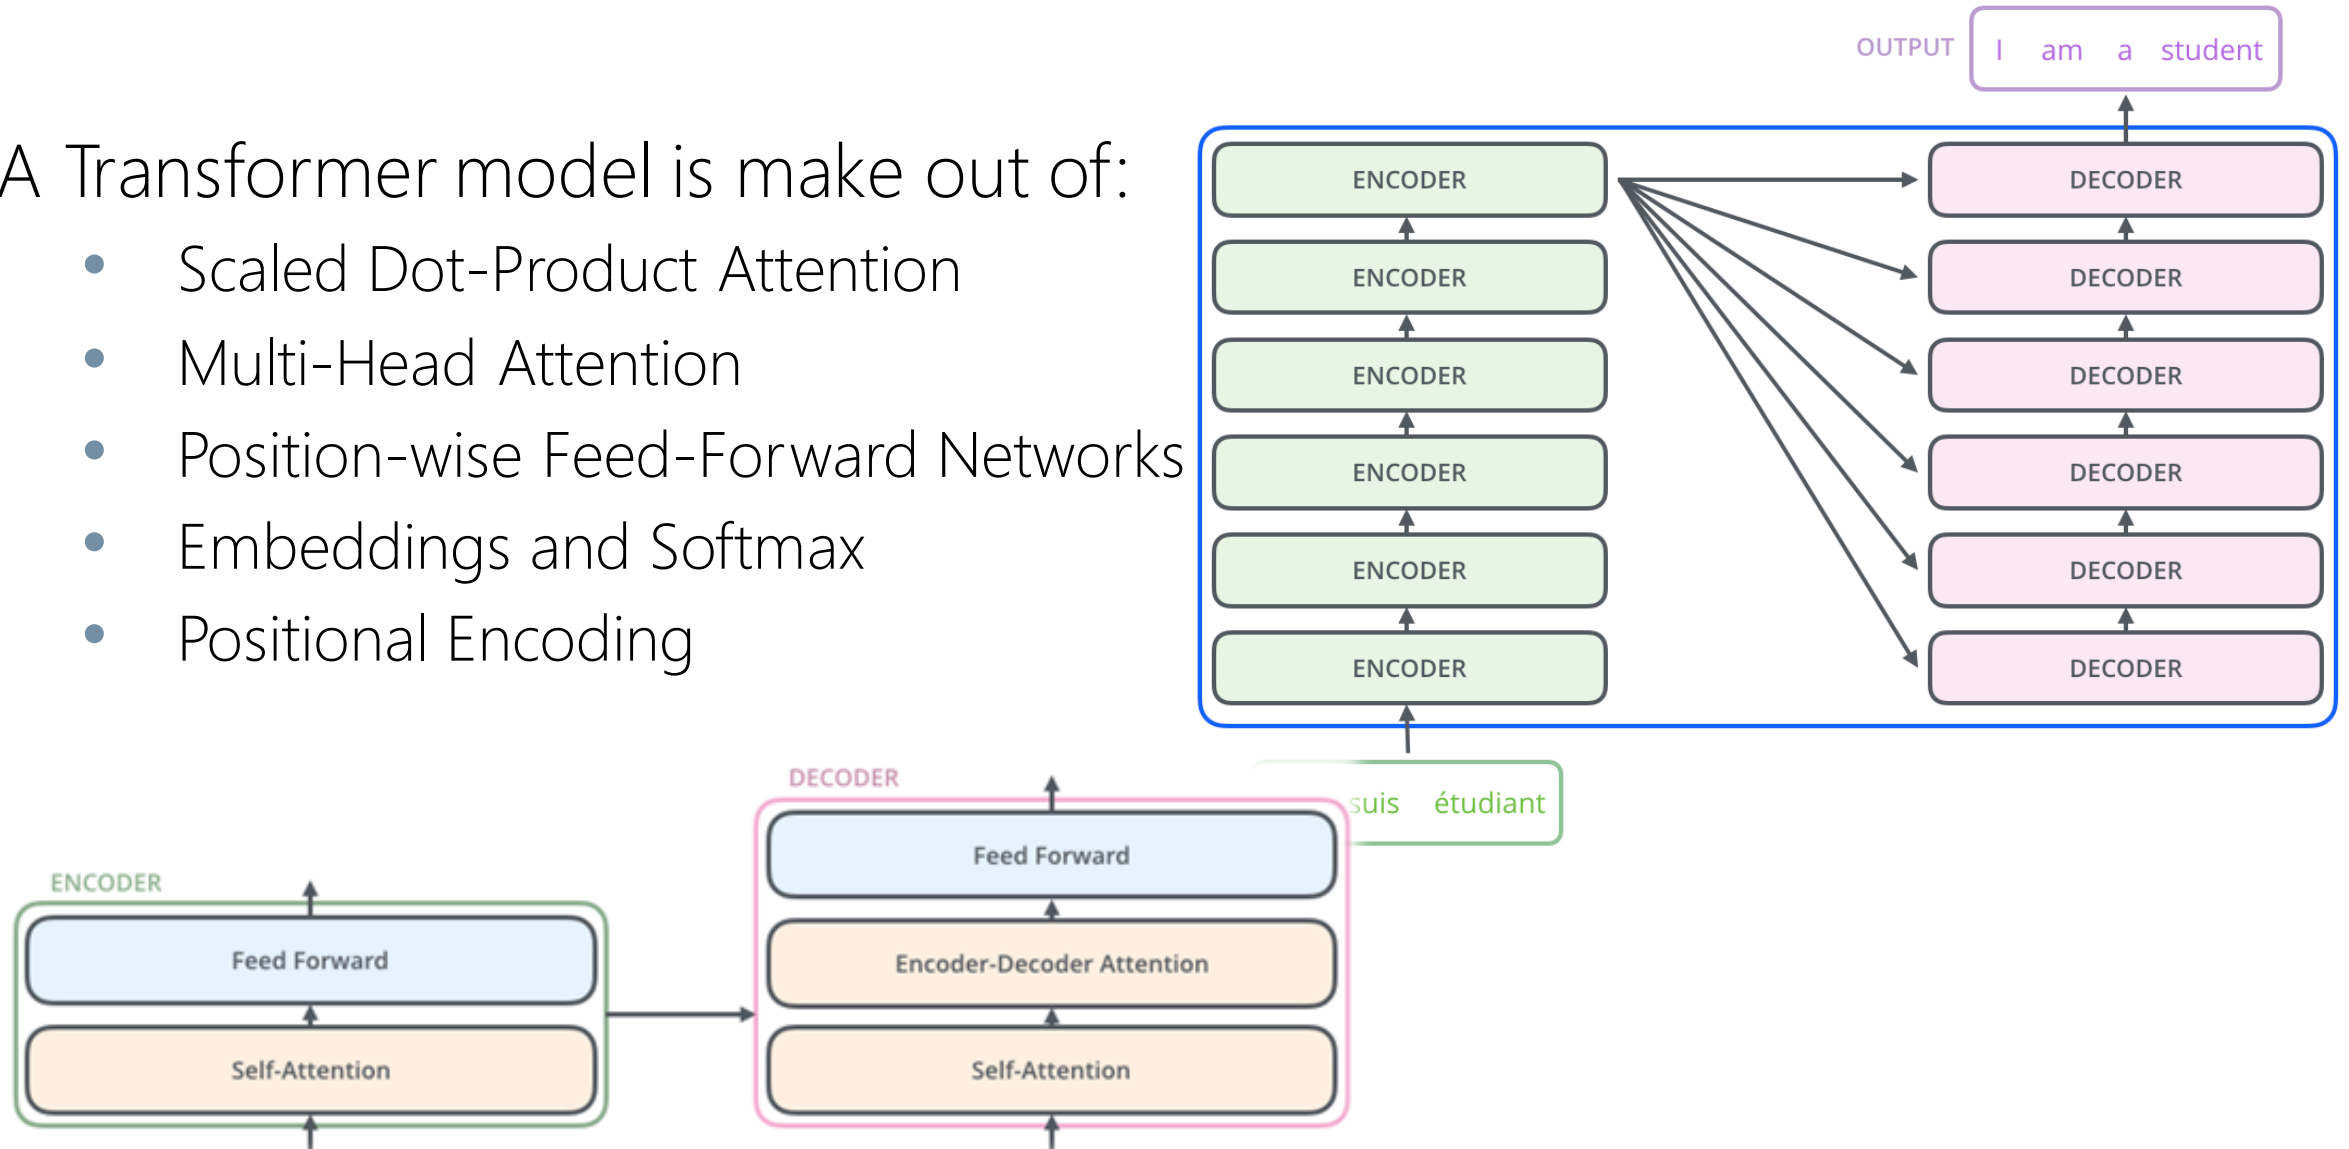 A Transformer model is make out of:
• Scaled Dot-Product Attention
• Multi-Head Attention
• Position-wise Feed-Forward Networks
• Embeddings and Softmax
• Positional Encoding
OUTPUT I am a student
ENCODER DECODER
ENCODER DECODER
ENCODER DECODER
ENCODER DECODER
ENCODER DECODER
ENCODER DECODER
suis étudiant
ENCODER
Feed Forward
Self-Attention
DECODER
Feed Forward
Encoder-Decoder Attention
Self-Attention